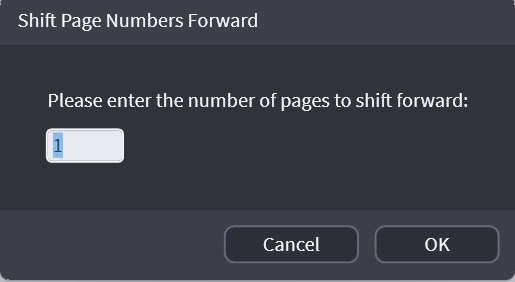 Shift Page Numbers Forward
Please enter the number of pages to shift forward:
1
Cancel OK